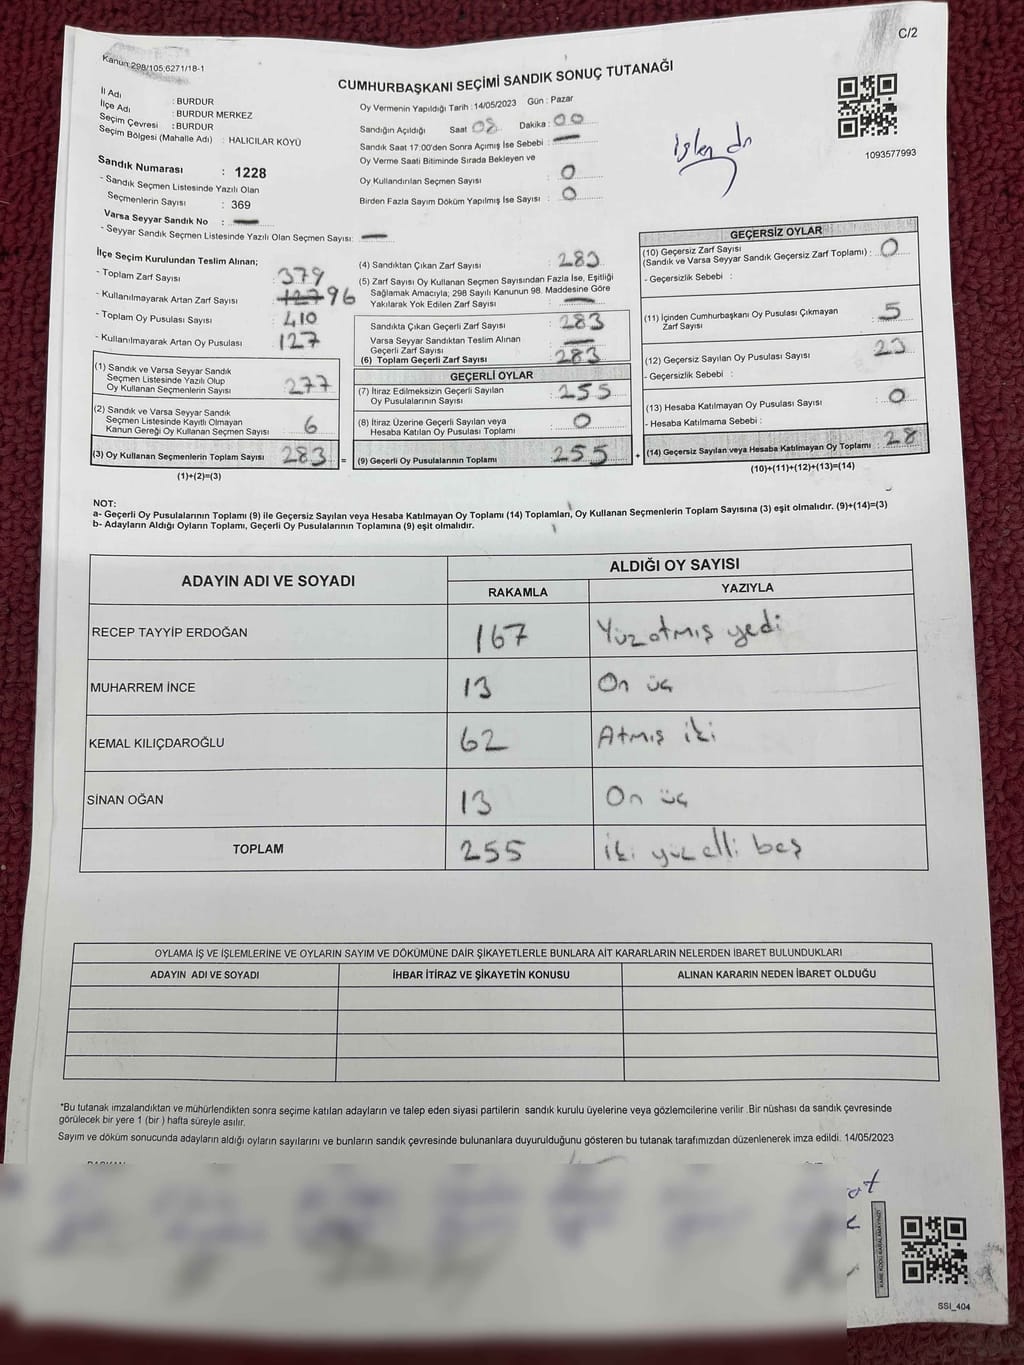 C/2
Kanun:298/105,6271/18-1
CUMHURBAŞKANI SEÇİMİ SANDIK SONUÇ TUTANAĞI
İl Adı : BURDUR
İlçe Adı : BURDUR MERKEZ
Seçim Çevresi : BURDUR
Seçim Bölgesi (Mahalle Adı) : HALICILAR KÖYÜ
Sandık Numarası : 1228
- Sandık Seçmen Listesinde Yazılı Olan
Seçmenlerin Sayısı : 369
Varsa Seyyar Sandık No : —
- Seyyar Sandık Seçmen Listesinde Yazılı Olan Seçmen Sayısı: —
Oy Vermenin Yapıldığı Tarih : 14/05/2023 Gün : Pazar
Sandığın Açıldığı Saat 08 Dakika : 00
Sandık Saat 17:00'den Sonra Açımış İse Sebebi : —
Oy Verme Saati Bitiminde Sırada Bekleyen ve
Oy Kullandırılan Seçmen Sayısı : 0
Birden Fazla Sayım Döküm Yapılmış İse Sayısı : 0
işlendi
1093577993
İlçe Seçim Kurulundan Teslim Alınan;
- Toplam Zarf Sayısı : 379
- Kullanılmayarak Artan Zarf Sayısı : 127 96
- Toplam Oy Pusulası Sayısı : 410
- Kullanılmayarak Artan Oy Pusulası : 127
(1) Sandık ve Varsa Seyyar Sandık
Seçmen Listesinde Yazılı Olup
Oy Kullanan Seçmenlerin Sayısı : 277
(2) Sandık ve Varsa Seyyar Sandık
Seçmen Listesinde Kayıtlı Olmayan
Kanun Gereği Oy Kullanan Seçmen Sayısı : 6
(3) Oy Kullanan Seçmenlerin Toplam Sayısı : 283
(1)+(2)=(3)
(4) Sandıktan Çıkan Zarf Sayısı : 283
(5) Zarf Sayısı Oy Kullanan Seçmen Sayısından Fazla İse, Eşitliği
Sağlamak Amacıyla; 298 Sayılı Kanunun 98. Maddesine Göre
Yakılarak Yok Edilen Zarf Sayısı : —
Sandıkta Çıkan Geçerli Zarf Sayısı : 283
Varsa Seyyar Sandıktan Teslim Alınan
Geçerli Zarf Sayısı : —
(6) Toplam Geçerli Zarf Sayısı : 283
GEÇERLİ OYLAR
(7) İtiraz Edilmeksizin Geçerli Sayılan
Oy Pusulalarının Sayısı : 255
(8) İtiraz Üzerine Geçerli Sayılan veya
Hesaba Katılan Oy Pusulası Toplamı : 0
= (9) Geçerli Oy Pusulalarının Toplamı : 255 +
GEÇERSİZ OYLAR
(10) Geçersiz Zarf Sayısı
(Sandık ve Varsa Seyyar Sandık Geçersiz Zarf Toplamı) : 0
- Geçersizlik Sebebi :
(11) İçinden Cumhurbaşkanı Oy Pusulası Çıkmayan
Zarf Sayısı : 5
(12) Geçersiz Sayılan Oy Pusulası Sayısı : 23
- Geçersizlik Sebebi :
(13) Hesaba Katılmayan Oy Pusulası Sayısı : 0
- Hesaba Katılmama Sebebi :
(14) Geçersiz Sayılan veya Hesaba Katılmayan Oy Toplamı : 28
(10)+(11)+(12)+(13)=(14)
NOT:
a- Geçerli Oy Pusulalarının Toplamı (9) ile Geçersiz Sayılan veya Hesaba Katılmayan Oy Toplamı (14) Toplamları, Oy Kullanan Seçmenlerin Toplam Sayısına (3) eşit olmalıdır. (9)+(14)=(3)
b- Adayların Aldığı Oyların Toplamı, Geçerli Oy Pusulalarının Toplamına (9) eşit olmalıdır.
ADAYIN ADI VE SOYADI
ALDIĞI OY SAYISI
RAKAMLA YAZIYLA
RECEP TAYYİP ERDOĞAN 167 Yüzatmış yedi
MUHARREM İNCE 13 On üç
KEMAL KILIÇDAROĞLU 62 Atmış iki
SİNAN OĞAN 13 On üç
TOPLAM 255 iki yüzelli beş
OYLAMA İŞ VE İŞLEMLERİNE VE OYLARIN SAYIM VE DÖKÜMÜNE DAİR ŞİKAYETLERLE BUNLARA AİT KARARLARIN NELERDEN İBARET BULUNDUKLARI
ADAYIN ADI VE SOYADI İHBAR İTİRAZ VE ŞİKAYETİN KONUSU ALINAN KARARIN NEDEN İBARET OLDUĞU
*Bu tutanak imzalandıktan ve mühürlendikten sonra seçime katılan adayların ve talep eden siyasi partilerin sandık kurulu üyelerine veya gözlemcilerine verilir .Bir nüshası da sandık çevresinde
görülecek bir yere 1 (bir ) hafta süreyle asılır.
Sayım ve döküm sonucunda adayların aldığı oyların sayılarını ve bunların sandık çevresinde bulunanlara duyurulduğunu gösteren bu tutanak tarafımızdan düzenlenerek imza edildi. 14/05/2023
KARE KODU KARALAMAYINIZ!
SSI_404